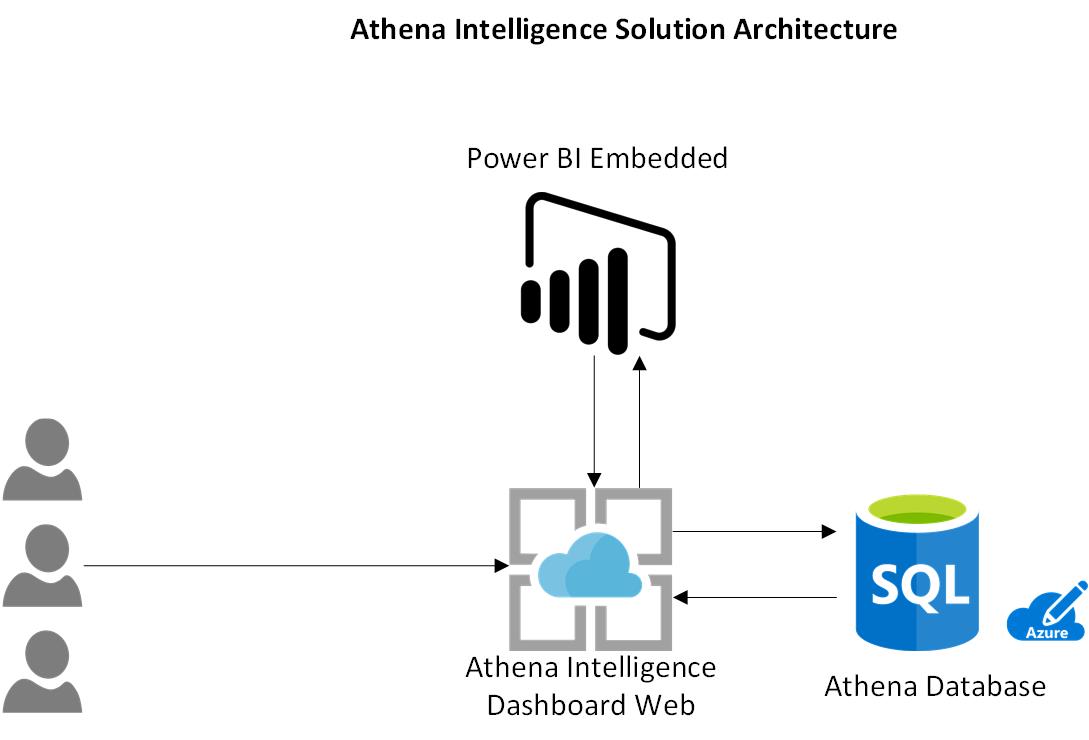 Athena Intelligence Solution Architecture
Power BI Embedded
SQL
Azure
Athena Intelligence
Dashboard Web
Athena Database